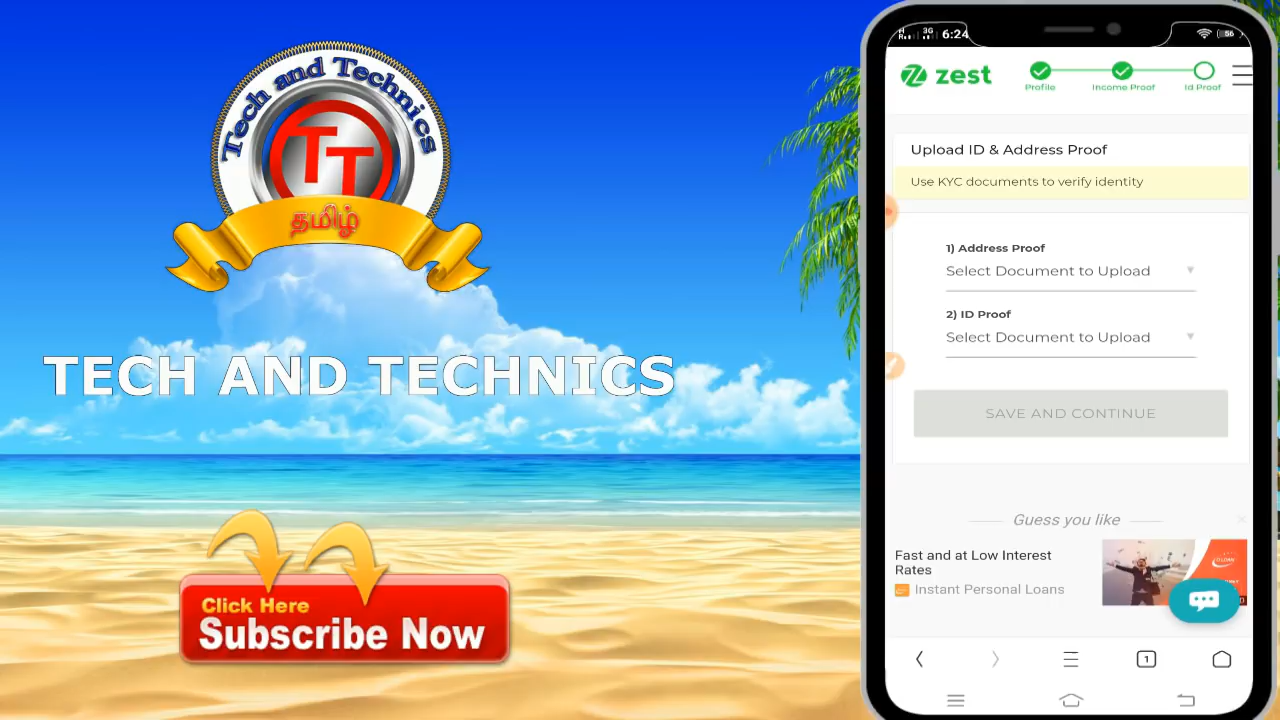 Tech and Technics
TT
தமிழ்
TECH AND TECHNICS
Click Here
Subscribe Now
3G 6:24
56
zest
Profile
Income Proof
Id Proof
Upload ID & Address Proof
Use KYC documents to verify identity
1) Address Proof
Select Document to Upload
2) ID Proof
Select Document to Upload
SAVE AND CONTINUE
Guess you like
Fast and at Low Interest
Rates
Instant Personal Loans
1